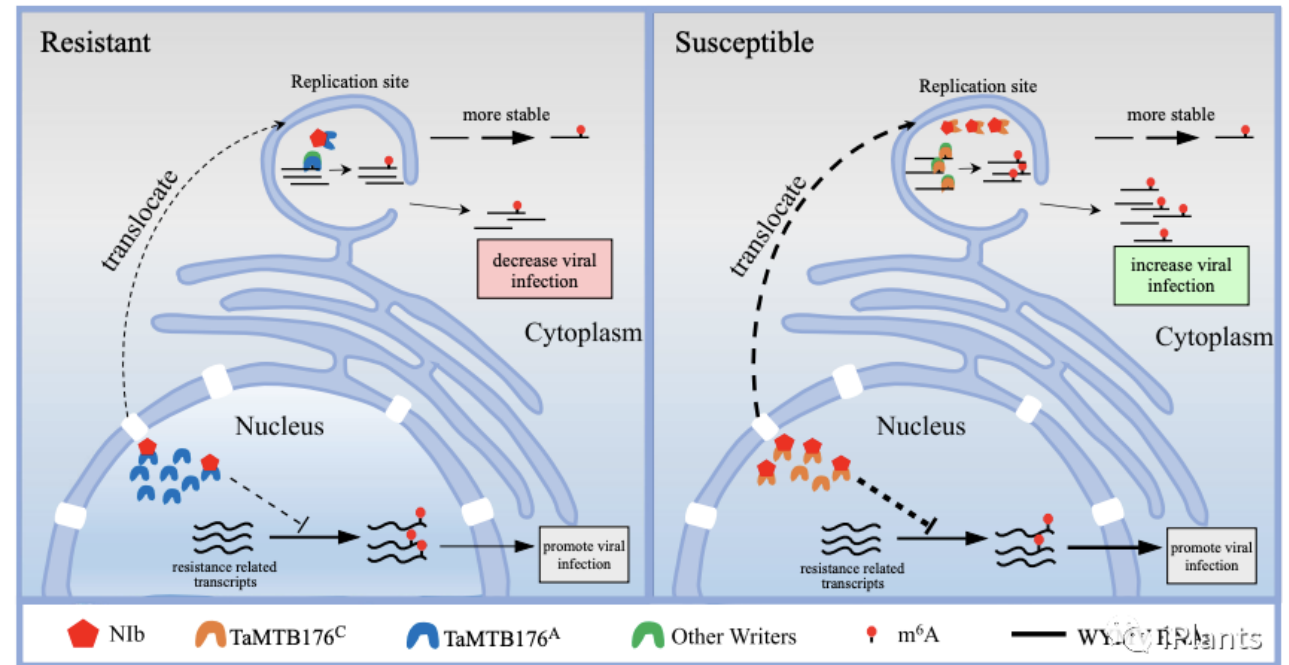 Resistant
Replication site
more stable
translocate
decrease viral
infection
Cytoplasm
Nucleus
resistance related
transcripts
promote viral
infection
Susceptible
Replication site
more stable
translocate
increase viral
infection
Cytoplasm
Nucleus
resistance related
transcripts
promote viral
infection
NIb
TaMTB176ᶜ
TaMTB176ᴬ
Other Writers
m⁶A
iPlants